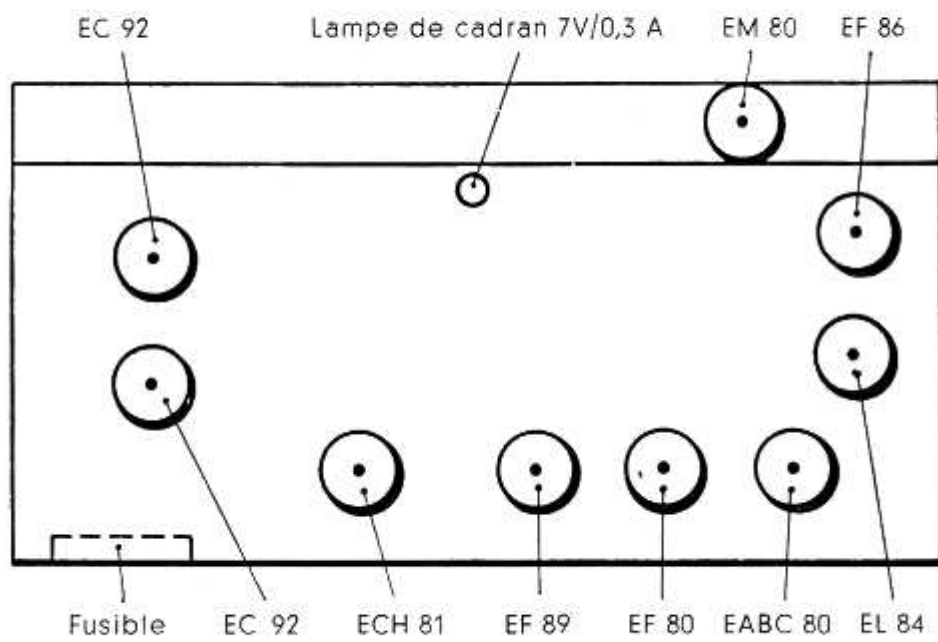 EC 92 Lampe de cadran 7V/0,3 A EM 80 EF 86
Fusible EC 92 ECH 81 EF 89 EF 80 EABC 80 EL 84